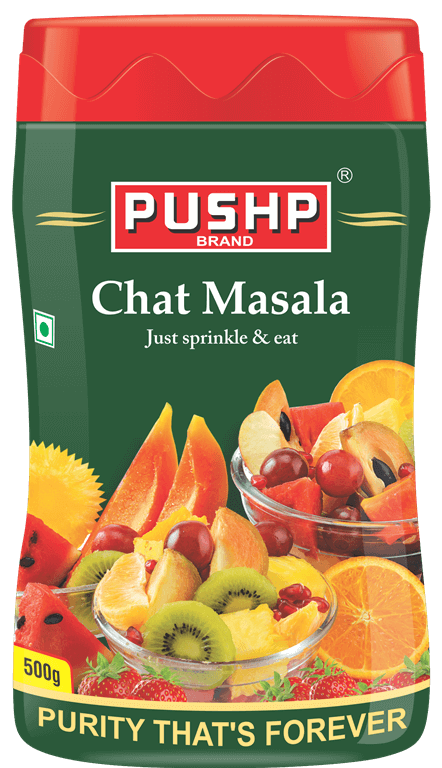 PUSHP
®
BRAND
Chat Masala
Just sprinkle & eat
500g
PURITY THAT'S FOREVER